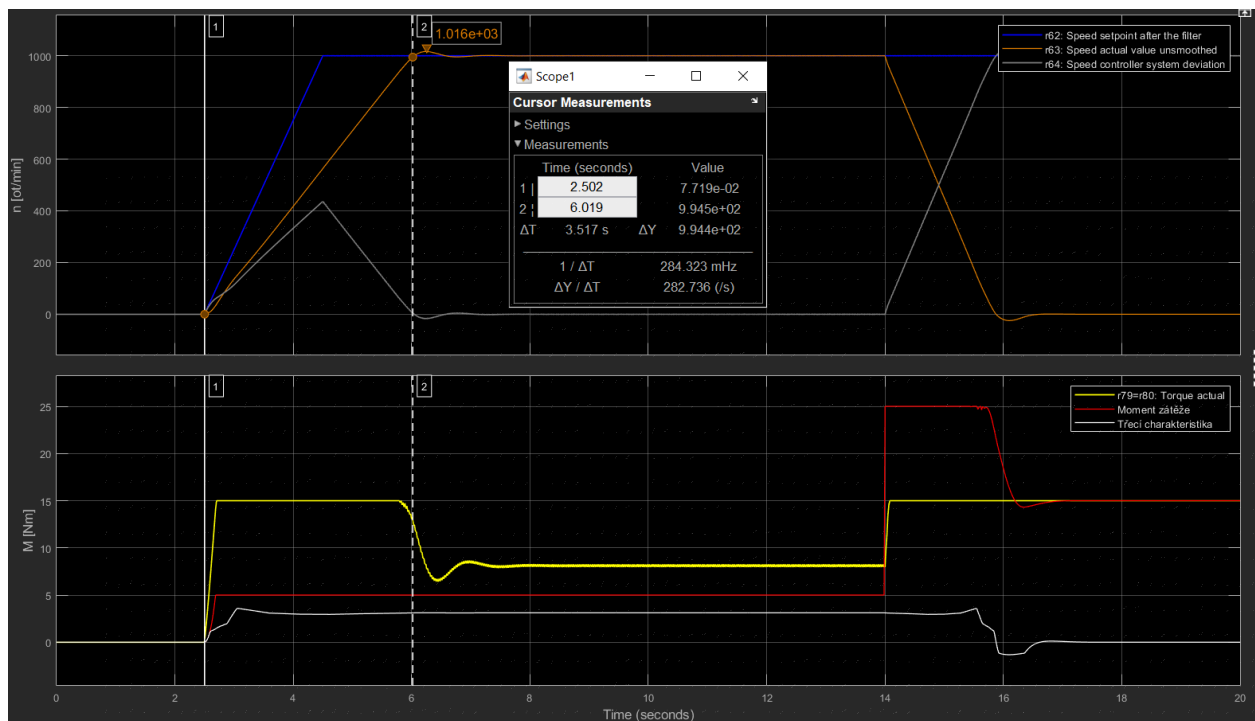 1
2
1.016e+03
r62: Speed setpoint after the filter
r63: Speed actual value unsmoothed
r64: Speed controller system deviation
1000
800
600
400
200
0
n [ot/min]
Scope1
Cursor Measurements
Settings
Measurements
Time (seconds) Value
1 | 2.502 7.719e-02
2 ¦ 6.019 9.945e+02
ΔT 3.517 s ΔY 9.944e+02
1 / ΔT 284.323 mHz
ΔY / ΔT 282.736 (/s)
1
2
r79=r80: Torque actual
Moment zátěže
Třecí charakteristika
25
20
15
10
5
0
M [Nm]
0 2 4 6 8 10 12 14 16 18 20
Time (seconds)